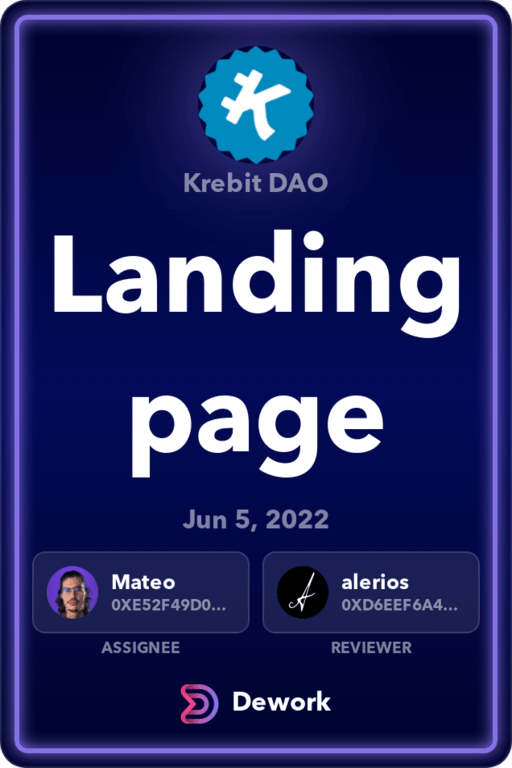 Krebit DAO
Landing
page
Jun 5, 2022
Mateo
0XE52F49D0...
ASSIGNEE
alerios
0XD6EEF6A4...
REVIEWER
Dework